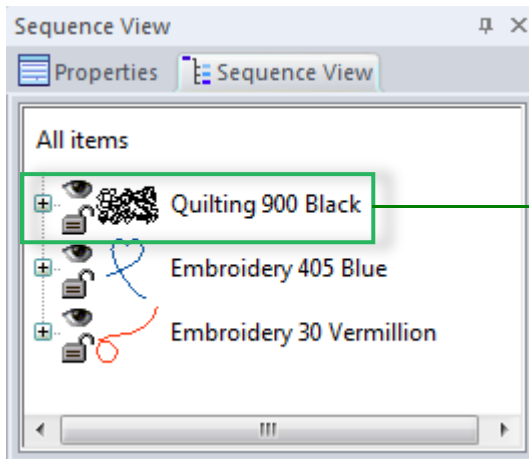 Sequence View
Properties Sequence View
All items
Quilting 900 Black
Embroidery 405 Blue
Embroidery 30 Vermillion